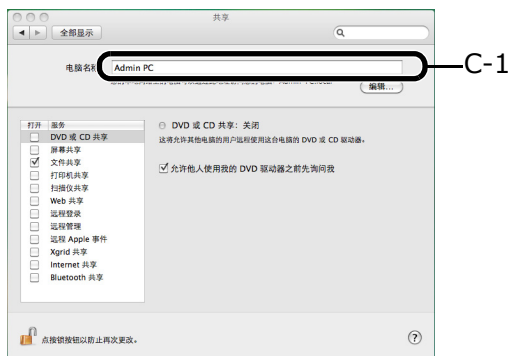 共享
全部显示
电脑名称
Admin PC
C-1
编辑...
打开 服务
DVD 或 CD 共享
屏幕共享
文件共享
打印机共享
扫描仪共享
Web 共享
远程登录
远程管理
远程 Apple 事件
Xgrid 共享
Internet 共享
Bluetooth 共享
DVD 或 CD 共享：关闭
这将允许其他电脑的用户远程使用这台电脑的 DVD 或 CD 驱动器。
允许他人使用我的 DVD 驱动器之前先询问我
点按锁按钮以防止再次更改。
?